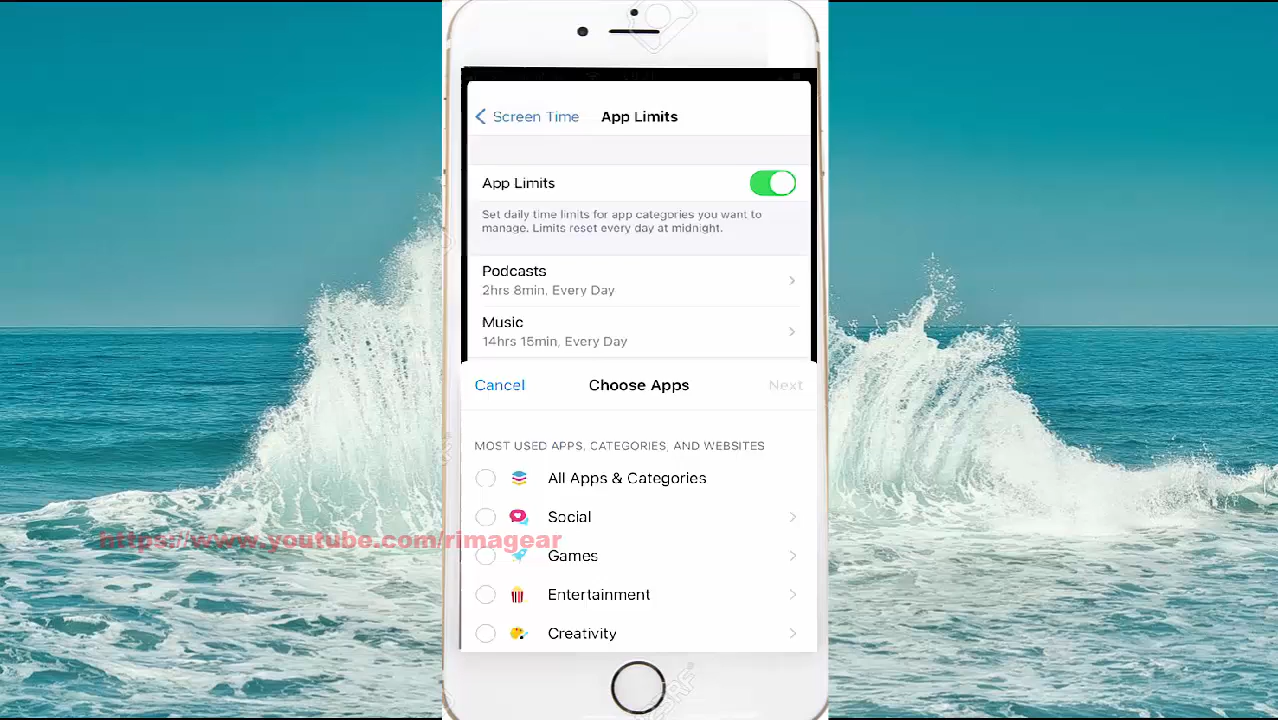 Screen Time App Limits
App Limits
Set daily time limits for app categories you want to
manage. Limits reset every day at midnight.
Podcasts
2hrs 8min, Every Day
Music
14hrs 15min, Every Day
Cancel Choose Apps Next
MOST USED APPS, CATEGORIES, AND WEBSITES
All Apps & Categories
Social
https://www.youtube.com/rimagear
Games
Entertainment
Creativity